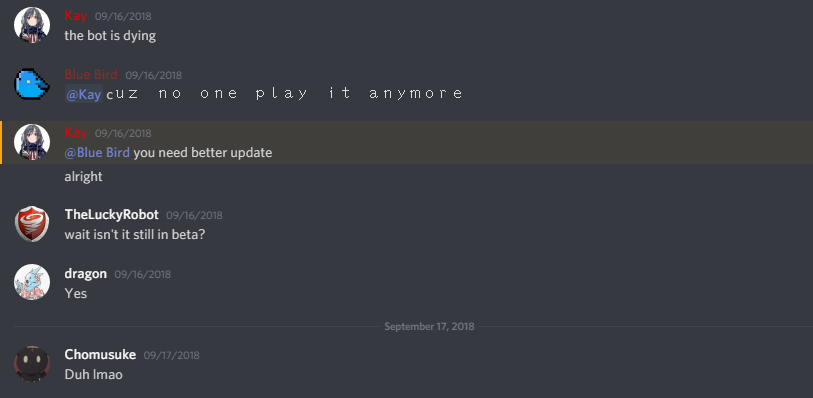 Kay 09/16/2018
the bot is dying
Blue Bird 09/16/2018
@Kay cuz no one play it anymore
Kay 09/16/2018
@Blue Bird you need better update
alright
TheLuckyRobot 09/16/2018
wait isn't it still in beta?
dragon 09/16/2018
Yes
September 17, 2018
Chomusuke 09/17/2018
Duh lmao